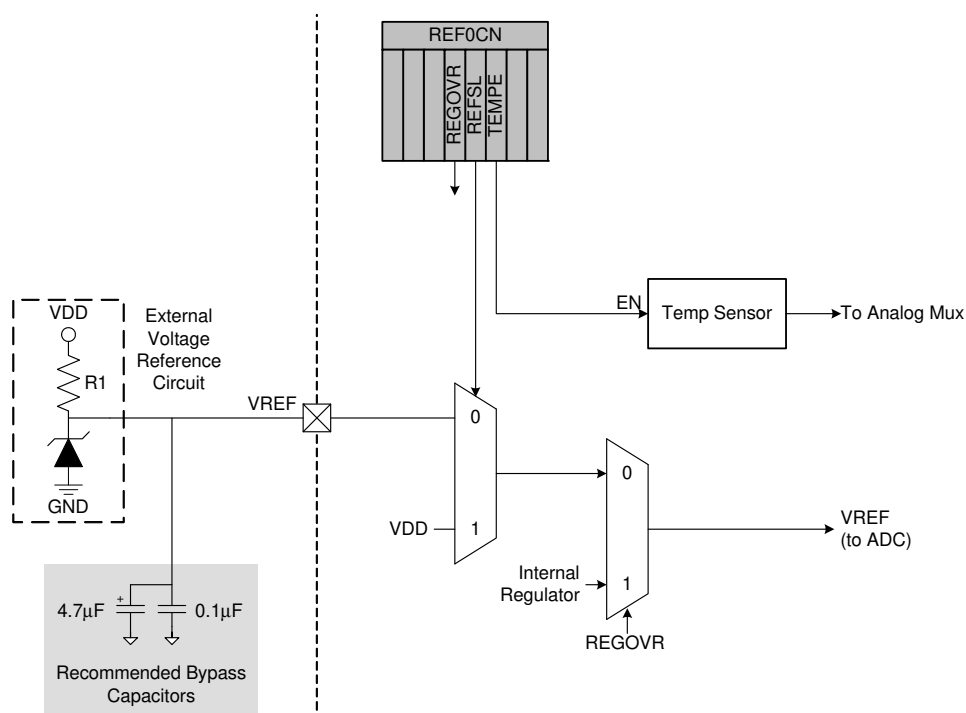 REF0CN
REGOVR
REFSL
TEMPE
EN
Temp Sensor
To Analog Mux
VDD
R1
GND
External
Voltage
Reference
Circuit
VREF
0
VDD
1
0
Internal
Regulator
1
REGOVR
VREF
(to ADC)
4.7μF
+
0.1μF
Recommended Bypass
Capacitors